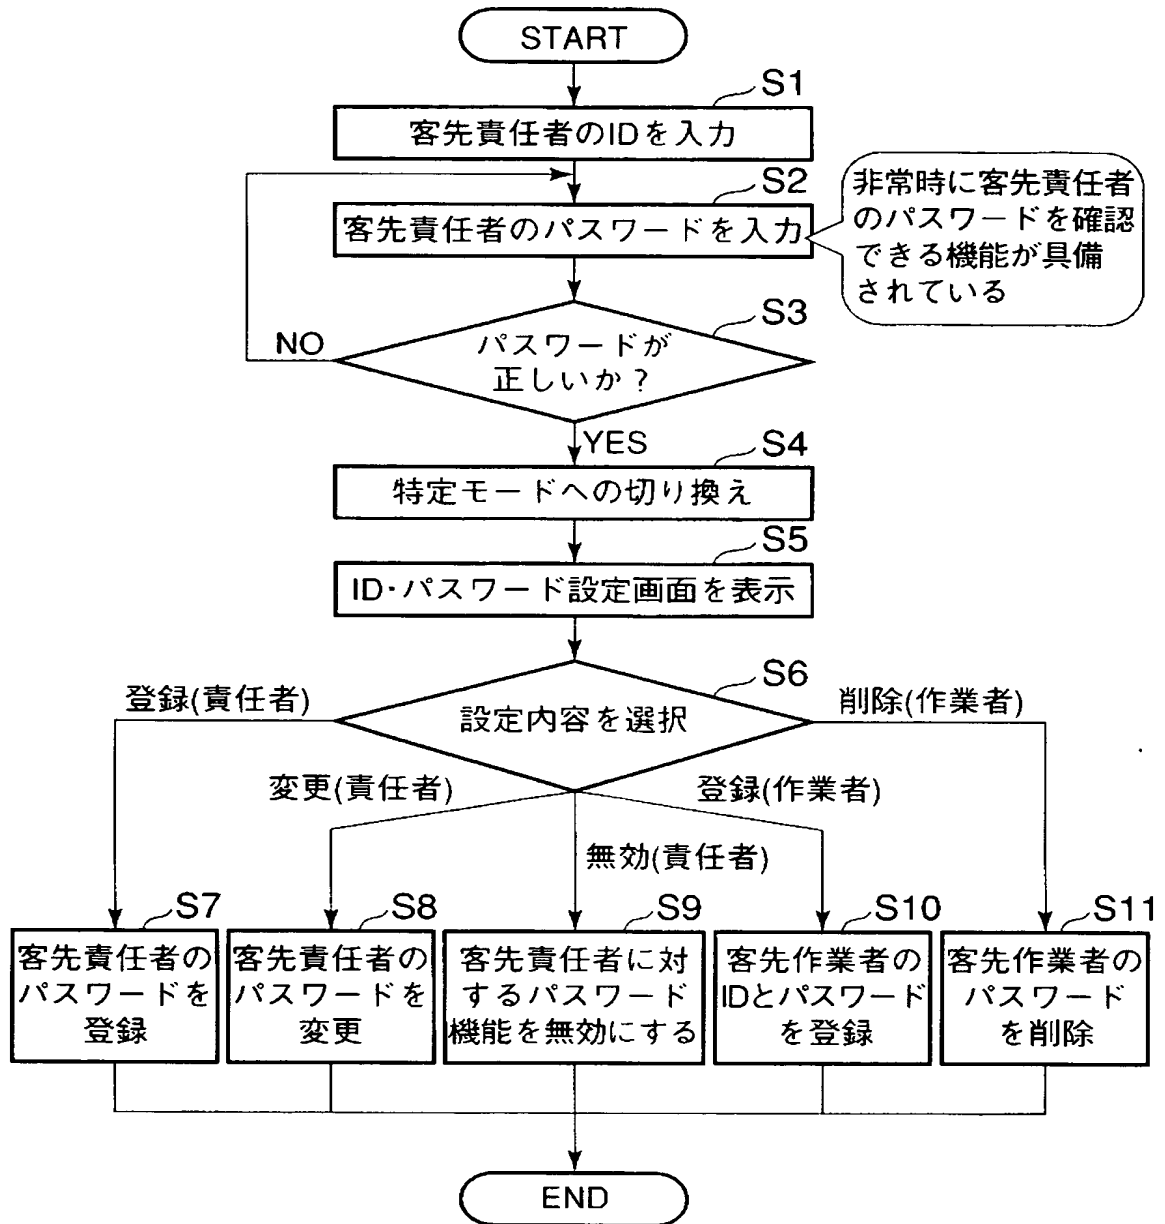 START
S1
客先責任者のIDを入力
S2
客先責任者のパスワードを入力
非常時に客先責任者
のパスワードを確認
できる機能が具備
されている
S3
パスワードが
正しいか？
NO
YES
S4
特定モードへの切り換え
S5
ID・パスワード設定画面を表示
S6
設定内容を選択
登録(責任者)
削除(作業者)
変更(責任者)
登録(作業者)
無効(責任者)
S7
客先責任者の
パスワードを
登録
S8
客先責任者の
パスワードを
変更
S9
客先責任者に対
するパスワード
機能を無効にする
S10
客先作業者の
IDとパスワード
を登録
S11
客先作業者の
パスワード
を削除
END